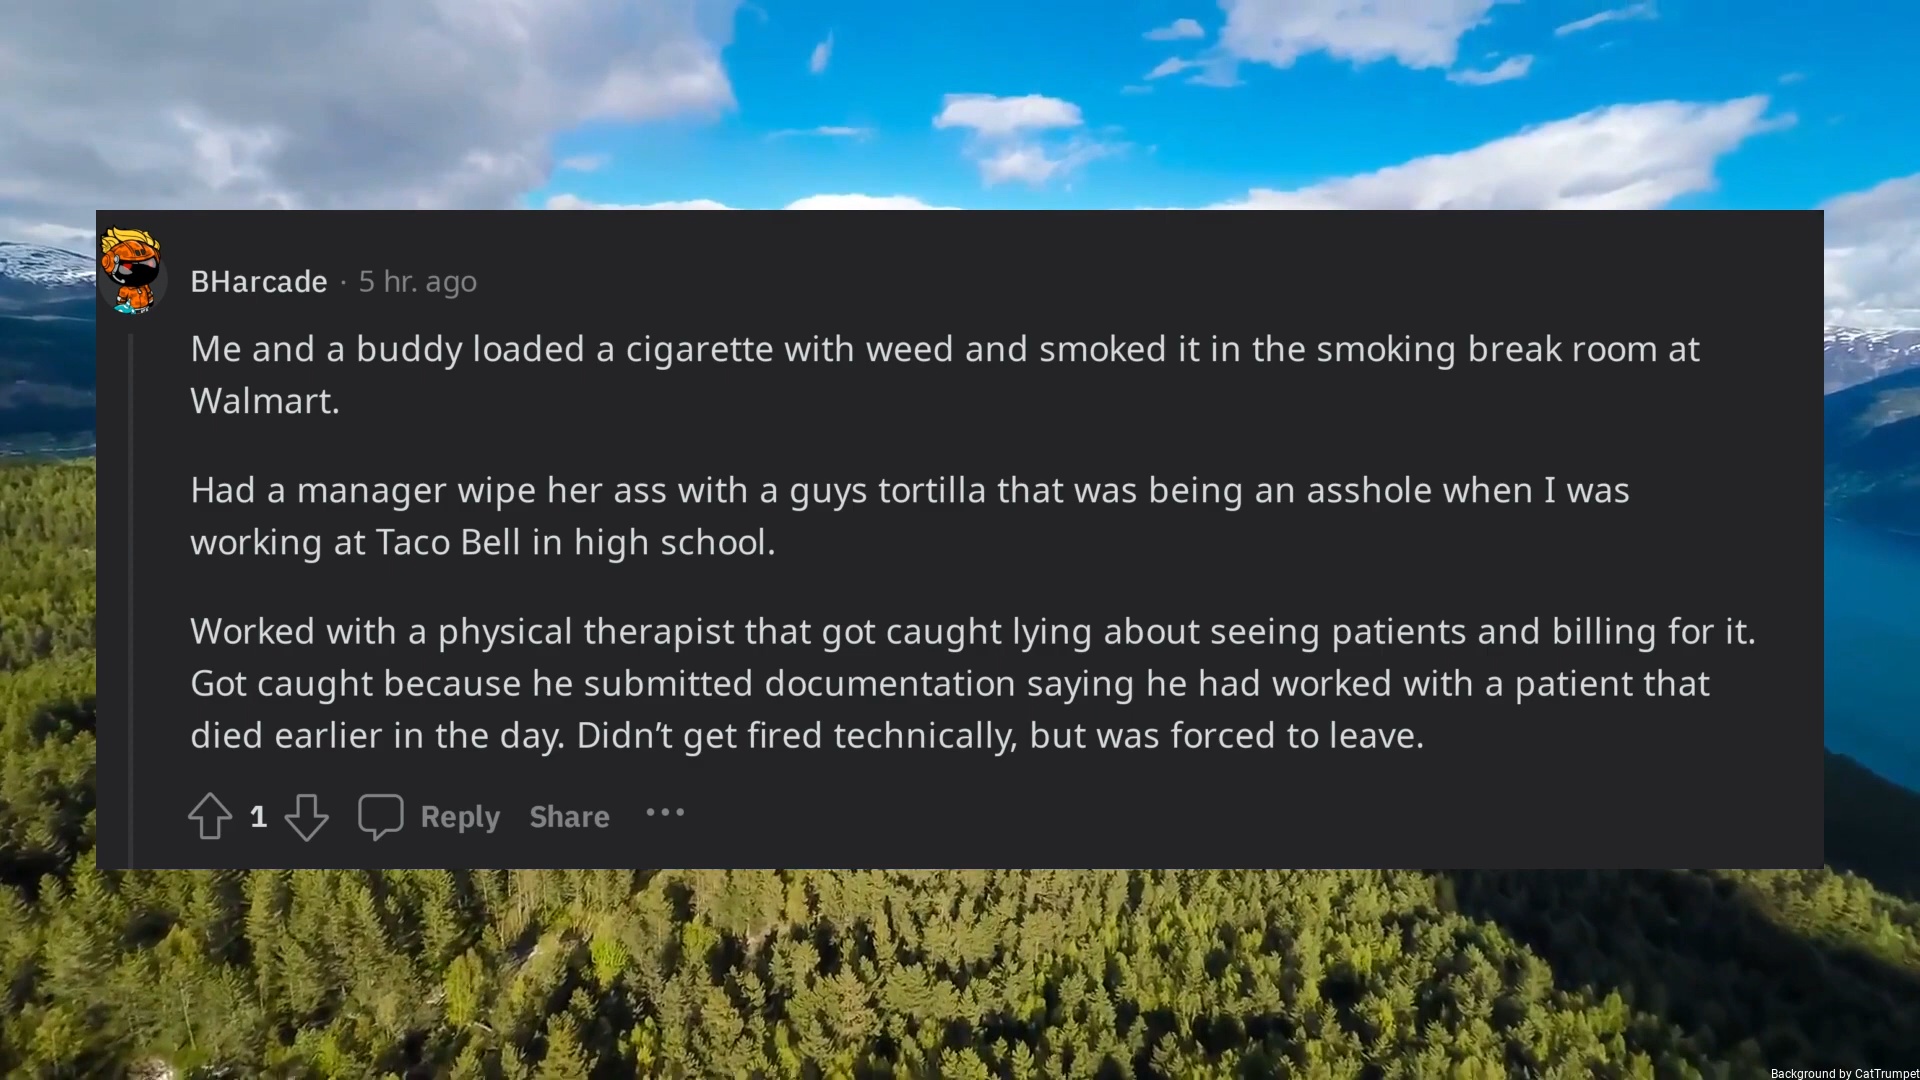 BHarcade · 5 hr. ago
Me and a buddy loaded a cigarette with weed and smoked it in the smoking break room at
Walmart.
Had a manager wipe her ass with a guys tortilla that was being an asshole when I was
working at Taco Bell in high school.
Worked with a physical therapist that got caught lying about seeing patients and billing for it.
Got caught because he submitted documentation saying he had worked with a patient that
died earlier in the day. Didn’t get fired technically, but was forced to leave.
1 Reply Share ···
Background by CatTrumpet